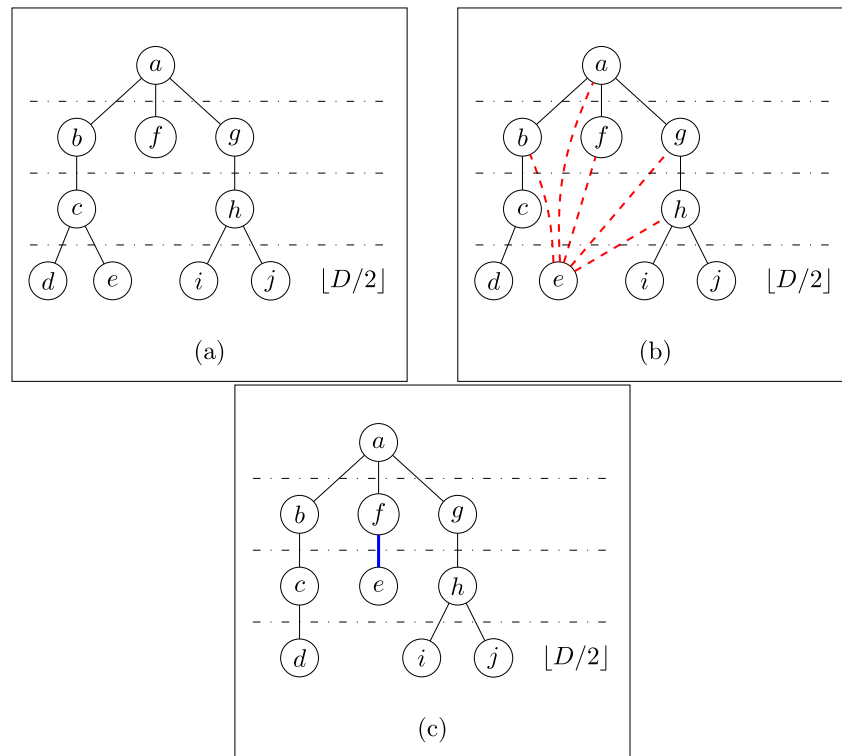 a
b f g
c h
d e i j ⌊D/2⌋
(a)
a
b f g
c h
d e i j ⌊D/2⌋
(b)
a
b f g
c e h
d i j ⌊D/2⌋
(c)